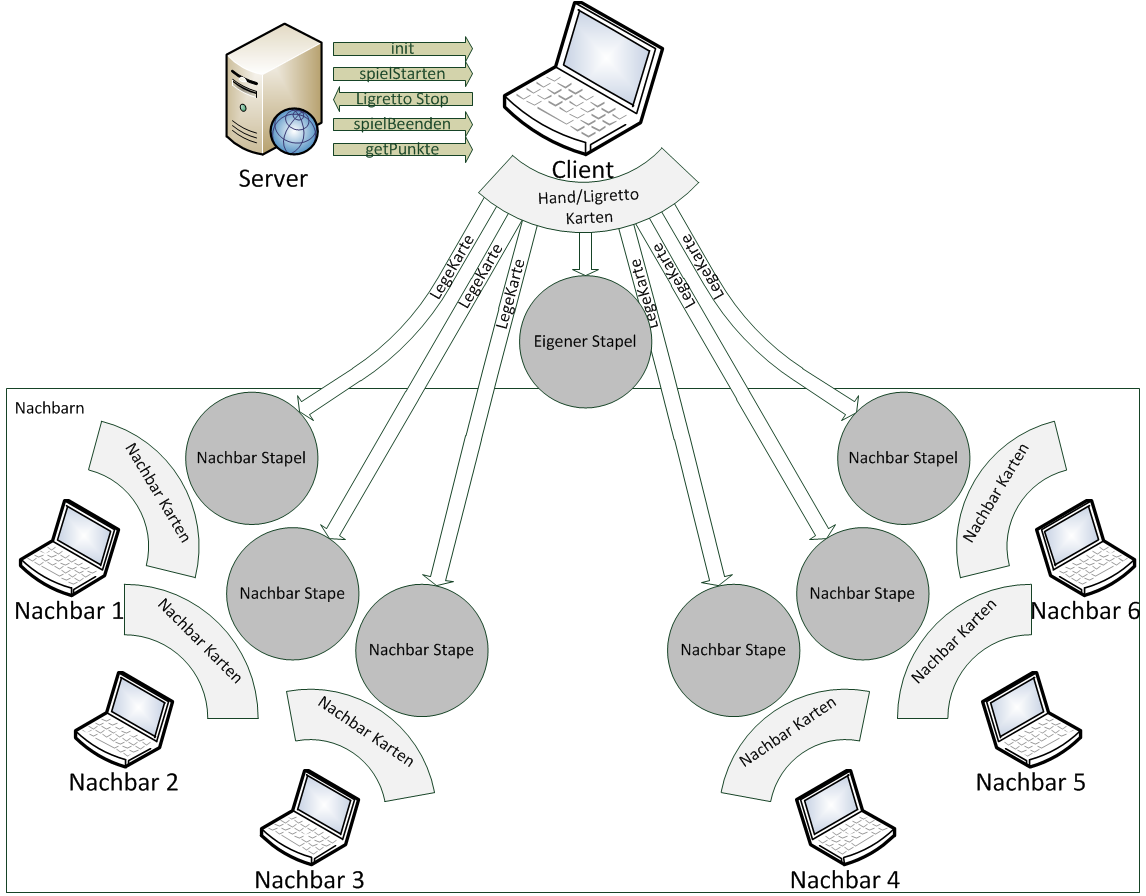 init
spielStarten
Ligretto Stop
spielBeenden
getPunkte
Server
Client
Hand/Ligretto
Karten
LegeKarte
LegeKarte
LegeKarte
LegeKarte
LegeKarte
LegeKarte
Eigener Stapel
Nachbarn
Nachbar Stapel
Nachbar Stapel
Nachbar Karten
Nachbar Karten
Nachbar 1
Nachbar Stape
Nachbar Stape
Nachbar 6
Nachbar Karten
Nachbar Karten
Nachbar Stape
Nachbar Stape
Nachbar 2
Nachbar Karten
Nachbar Karten
Nachbar 5
Nachbar 3
Nachbar 4